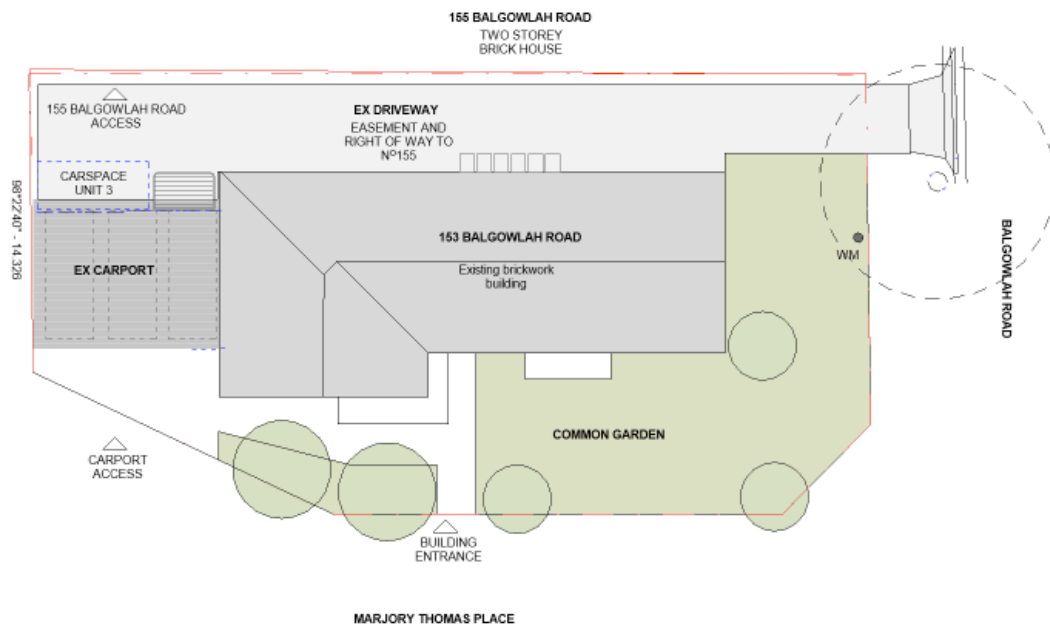 155 BALGOWLAH ROAD
TWO STOREY
BRICK HOUSE
155 BALGOWLAH ROAD
ACCESS
EX DRIVEWAY
EASEMENT AND
RIGHT OF WAY TO
Nº155
CARSPACE
UNIT 3
98°22'40" - 14.326
EX CARPORT
153 BALGOWLAH ROAD
Existing brickwork
building
WM
BALGOWLAH ROAD
COMMON GARDEN
CARPORT
ACCESS
BUILDING
ENTRANCE
MARJORY THOMAS PLACE